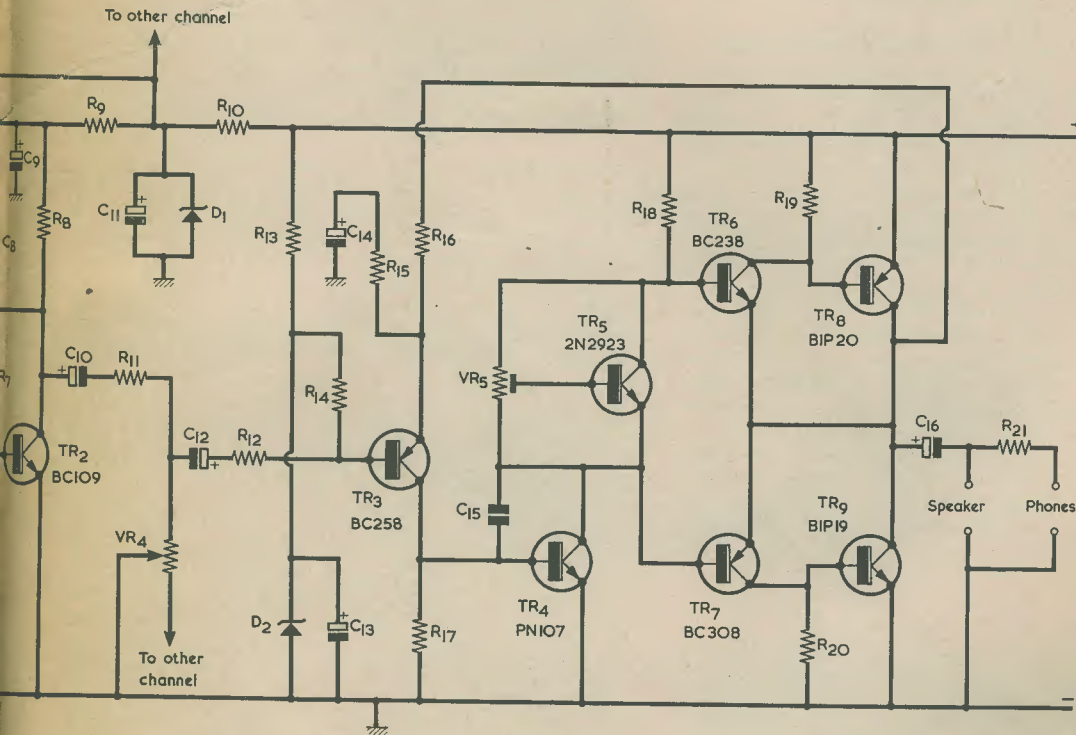 To other channel
R9
R10
C9
C11
D1
R8
C8
R13
C14
R15
R16
R18
TR6
BC238
R19
TR5
2N2923
TR8
BIP20
VR5
C10
R11
R7
R14
C12
R12
TR2
BC109
TR3
BC258
C15
C16
R21
Speaker
Phones
TR9
BIP19
VR4
TR4
PN107
TR7
BC308
D2
C13
R17
R20
To other
channel
+
+
+
+
+
+
+